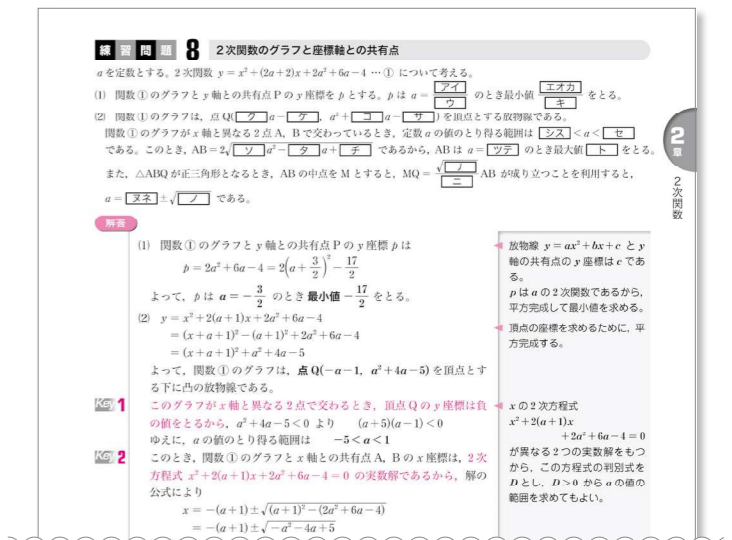 練習問題 8 2次関数のグラフと座標軸との共有点
aを定数とする。2次関数 y = x²+(2a+2)x+2a²+6a−4 …① について考える。
(1) 関数①のグラフと y 軸との共有点Pの y 座標を p とする。p は a = アイ/ウ のとき最小値 エオカ/キ をとる。
(2) 関数①のグラフは，点 Q(ク a− ケ ，a²+ コ a− サ )を頂点とする放物線である。
関数①のグラフが x 軸と異なる2点 A，B で交わっているとき，定数 a の値のとり得る範囲は シス < a < セ
である。このとき，AB = 2√( ソ a²− タ a+ チ ) であるから，AB は a = ツテ のとき最大値 ト をとる。
また，△ABQ が正三角形となるとき，AB の中点を M とすると，MQ = √ナ/ニ AB が成り立つことを利用すると，
a = ヌネ ±√ノ である。
2章
2次関数
解答
(1) 関数①のグラフと y 軸との共有点 P の y 座標 p は
p = 2a²+6a−4 = 2(a+3/2)²−17/2
よって，p は a = −3/2 のとき 最小値 −17/2 をとる。
(2) y = x²+2(a+1)x+2a²+6a−4
= (x+a+1)²−(a+1)²+2a²+6a−4
= (x+a+1)²+a²+4a−5
よって，関数①のグラフは，点 Q(−a−1，a²+4a−5) を頂点とす
る下に凸の放物線である。
Key 1 このグラフが x 軸と異なる2点で交わるとき，頂点 Q の y 座標は負
の値をとるから，a²+4a−5<0 より (a+5)(a−1)<0
ゆえに，a の値のとり得る範囲は −5<a<1
Key 2 このとき，関数①のグラフと x 軸との共有点 A，B の x 座標は，2次
方程式 x²+2(a+1)x+2a²+6a−4 = 0 の実数解であるから，解の
公式により
x = −(a+1)±√((a+1)²−(2a²+6a−4))
= −(a+1)±√(−a²−4a+5)
放物線 y = ax²+bx+c と y
軸の共有点の y 座標は c であ
る。
p は a の2次関数であるから，
平方完成して最小値を求める。
頂点の座標を求めるために，平
方完成する。
x の2次方程式
x²+2(a+1)x
+2a²+6a−4 = 0
が異なる2つの実数解をもつ
から，この方程式の判別式を
D とし，D>0 から a の値の
範囲を求めてもよい。